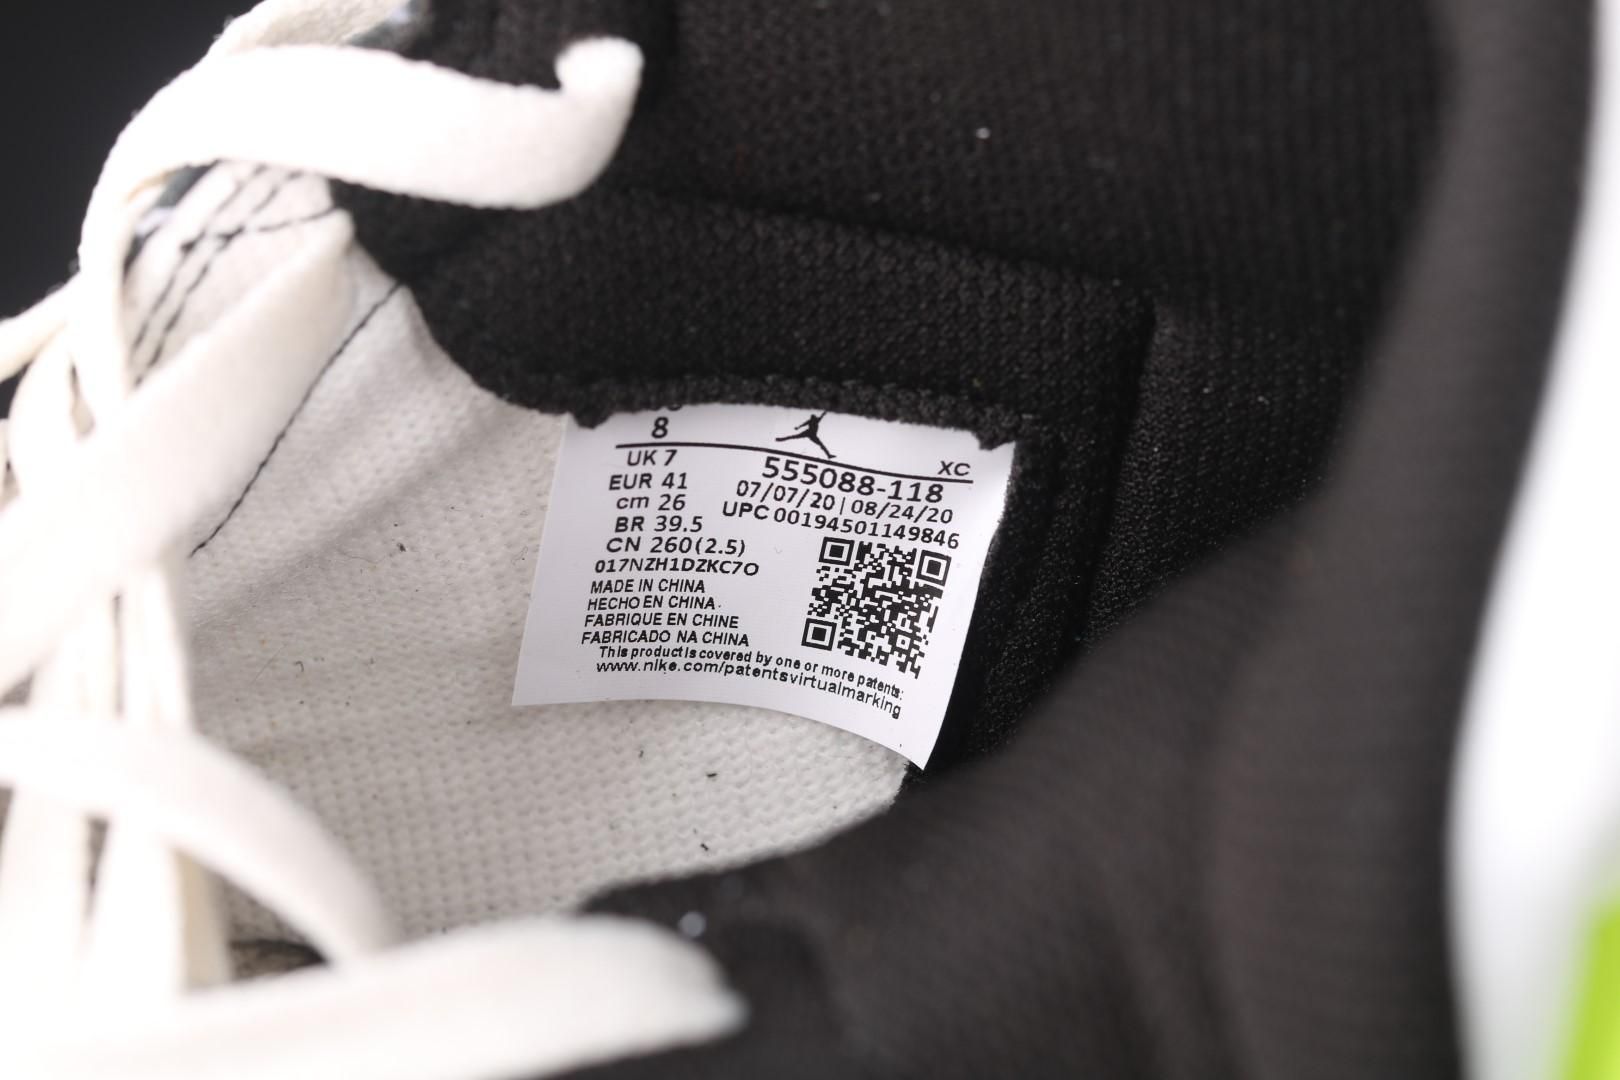 8
UK 7
EUR 41
cm 26
BR 39.5
CN 260(2.5)
017NZH1DZKC7O
XC
555088-118
07/07/20 | 08/24/20
UPC 00194501149846
MADE IN CHINA
HECHO EN CHINA
FABRIQUE EN CHINE
FABRICADO NA CHINA
This product is covered by one or more patents:
www.nike.com/patentsvirtualmarking